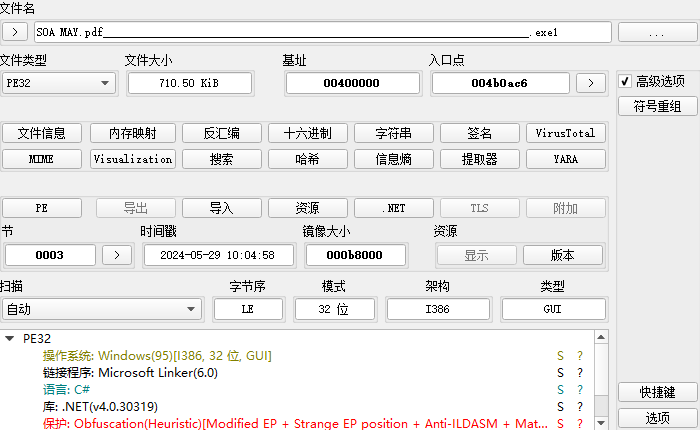 文件名
> SOA MAY.pdf_______________________________________________________.exe1 ...
文件类型 文件大小 基址 入口点
PE32 710.50 KiB 00400000 004b0ac6 > 高级选项
符号重组
文件信息 内存映射 反汇编 十六进制 字符串 签名 VirusTotal
MIME Visualization 搜索 哈希 信息熵 提取器 YARA
PE 导出 导入 资源 .NET TLS 附加
节 时间戳 镜像大小 资源
0003 > 2024-05-29 10:04:58 000b8000 显示 版本
扫描 字节序 模式 架构 类型
自动 LE 32 位 I386 GUI
PE32
操作系统: Windows(95)[I386, 32 位, GUI] S ?
链接程序: Microsoft Linker(6.0) S ?
语言: C# S ?
库: .NET(v4.0.30319) S ?
保护: Obfuscation(Heuristic)[Modified EP + Strange EP position + Anti-ILDASM + Mat... S ?
快捷键
选项